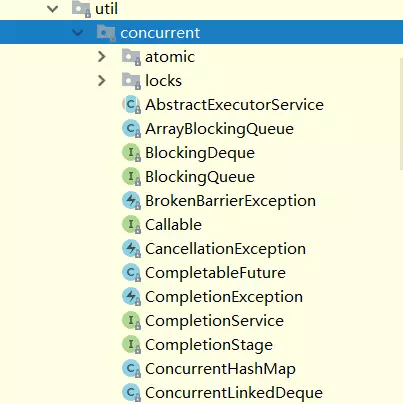 util
concurrent
atomic
locks
AbstractExecutorService
ArrayBlockingQueue
BlockingDeque
BlockingQueue
BrokenBarrierException
Callable
CancellationException
CompletableFuture
CompletionException
CompletionService
CompletionStage
ConcurrentHashMap
ConcurrentLinkedDeque